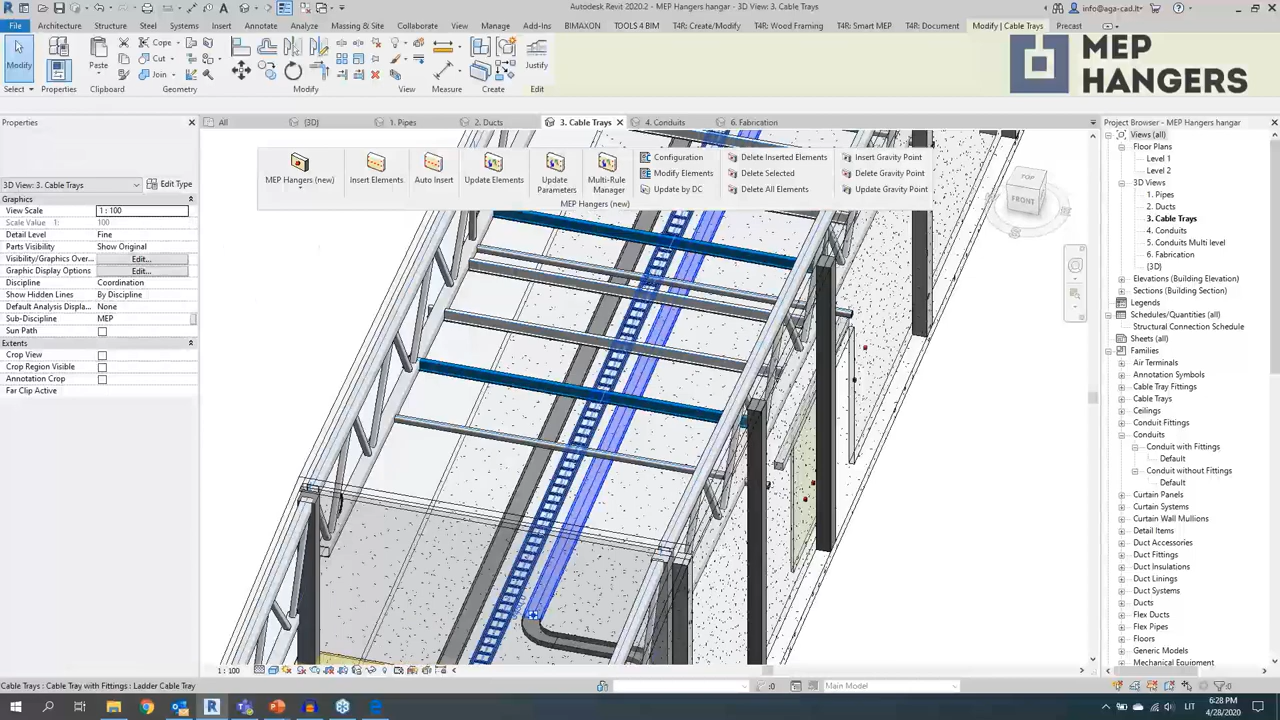 Autodesk Revit 2020.2 - MEP Hangers hangar - 3D View: 3. Cable Trays
info@aga-cad.lt
File Architecture Structure Steel Systems Insert Annotate Analyze Massing & Site Collaborate View Manage Add-Ins BIMAXON TOOLS 4 BIM T4R: Create/Modify T4R: Wood Framing T4R: Smart MEP T4R: Document Modify | Cable Trays Precast
Modify
Properties
Paste
Cope
Cut
Join
Justify
Select Properties Clipboard Geometry Modify View Measure Create Edit
MEP
HANGERS
Properties
All
{3D}
1. Pipes
2. Ducts
3. Cable Trays
4. Conduits
6. Fabrication
Project Browser - MEP Hangers hangar
3D View: 3. Cable Trays
Edit Type
Graphics
View Scale 1 : 100
Scale Value 1: 100
Detail Level Fine
Parts Visibility Show Original
Visibility/Graphics Over... Edit...
Graphic Display Options Edit...
Discipline Coordination
Show Hidden Lines By Discipline
Default Analysis Displa... None
Sub-Discipline MEP
Sun Path
Extents
Crop View
Crop Region Visible
Annotation Crop
Far Clip Active
MEP Hangers (new)
Insert Elements
Auto Insert
Update Elements
Update Parameters
Multi-Rule Manager
Configuration
Modify Elements
Update by DC
Delete Inserted Elements
Delete Selected
Delete All Elements
Insert Gravity Point
Delete Gravity Point
Update Gravity Point
MEP Hangers (new)
TOP
FRONT
Views (all)
Floor Plans
Level 1
Level 2
3D Views
1. Pipes
2. Ducts
3. Cable Trays
4. Conduits
5. Conduits Multi level
6. Fabrication
{3D}
Elevations (Building Elevation)
Sections (Building Section)
Legends
Schedules/Quantities (all)
Structural Connection Schedule
Sheets (all)
Families
Air Terminals
Annotation Symbols
Cable Tray Fittings
Cable Trays
Ceilings
Conduit Fittings
Conduits
Conduit with Fittings
Default
Conduit without Fittings
Default
Curtain Panels
Curtain Systems
Curtain Wall Mullions
Detail Items
Duct Accessories
Duct Fittings
Duct Insulations
Duct Linings
Duct Systems
Ducts
Flex Ducts
Flex Pipes
Floors
Generic Models
Mechanical Equipment
1 : 100
Cable Trays : Cable Tray with Fittings : Ladder Cable Tray
:0
Main Model
:0
LIT
6:28 PM
4/28/2020